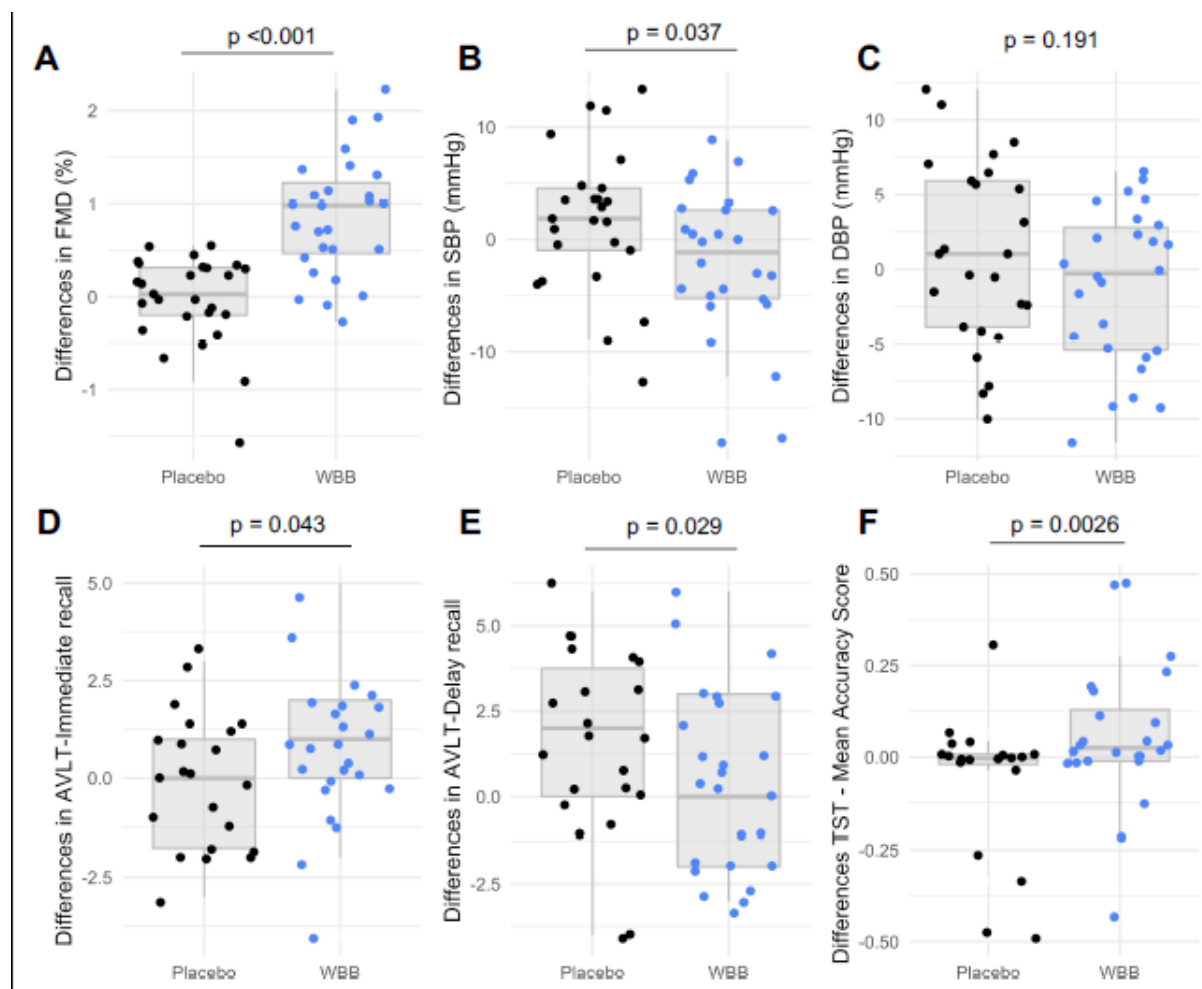 A
p <0.001
Differences in FMD (%)
2
1
0
-1
Placebo
WBB
B
p = 0.037
Differences in SBP (mmHg)
10
0
-10
Placebo
WBB
C
p = 0.191
Differences in DBP (mmHg)
10
5
0
-5
-10
Placebo
WBB
D
p = 0.043
Differences in AVLT-Immediate recall
5.0
2.5
0.0
-2.5
Placebo
WBB
E
p = 0.029
Differences in AVLT-Delay recall
5.0
2.5
0.0
-2.5
Placebo
WBB
F
p = 0.0026
Differences TST - Mean Accuracy Score
0.50
0.25
0.00
-0.25
-0.50
Placebo
WBB